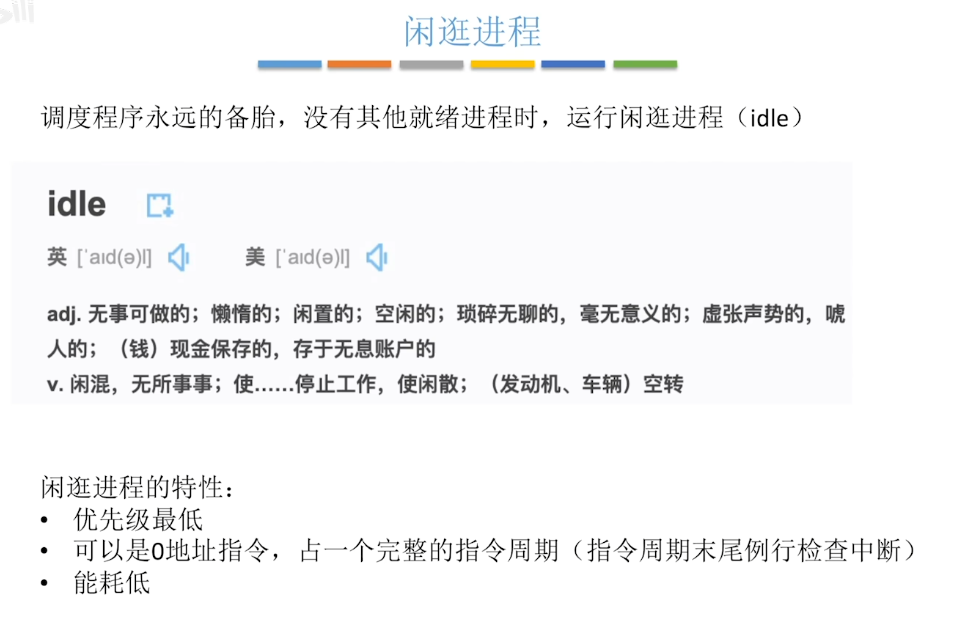 闲逛进程
调度程序永远的备胎，没有其他就绪进程时，运行闲逛进程（idle）
idle
英 [ˈaɪd(ə)l] 美 [ˈaɪd(ə)l]
adj. 无事可做的；懒惰的；闲置的；空闲的；琐碎无聊的，毫无意义的；虚张声势的，唬
人的；（钱）现金保存的，存于无息账户的
v. 闲混，无所事事；使……停止工作，使闲散；（发动机、车辆）空转
闲逛进程的特性：
• 优先级最低
• 可以是0地址指令，占一个完整的指令周期（指令周期末尾例行检查中断）
• 能耗低